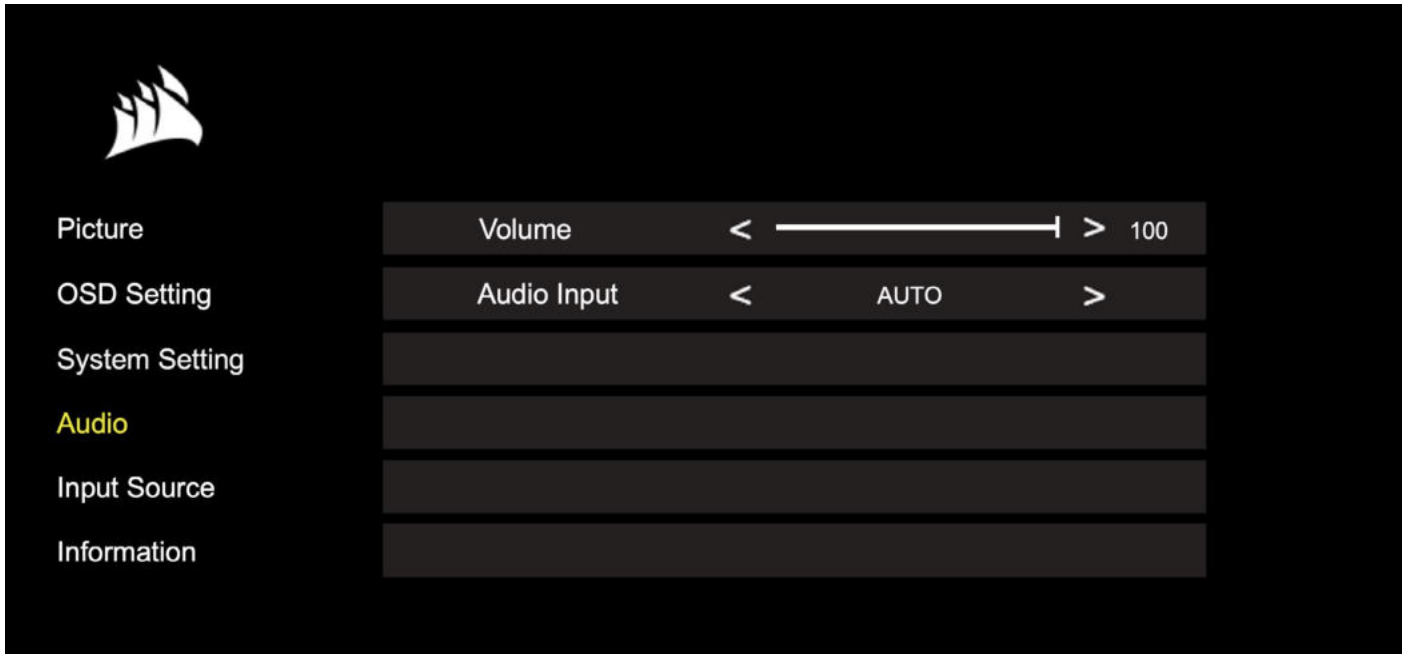 Picture Volume < > 100
OSD Setting Audio Input < AUTO >
System Setting
Audio
Input Source
Information